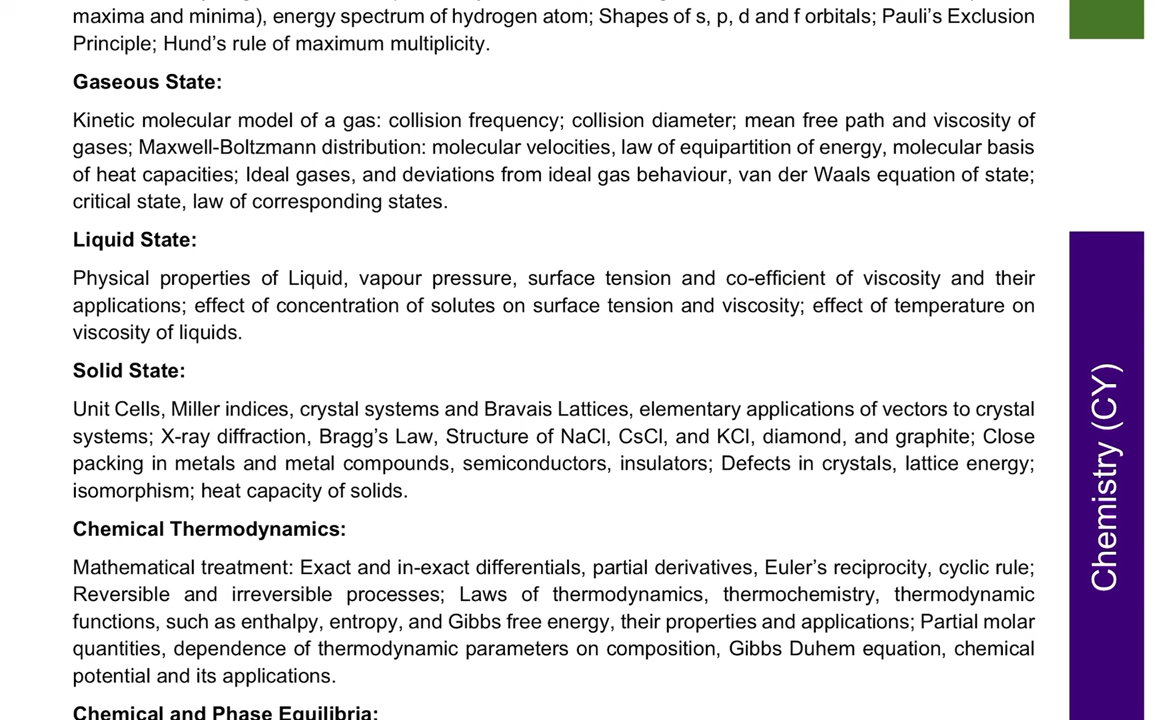 maxima and minima), energy spectrum of hydrogen atom; Shapes of s, p, d and f orbitals; Pauli’s Exclusion
Principle; Hund’s rule of maximum multiplicity.
Gaseous State:
Kinetic molecular model of a gas: collision frequency; collision diameter; mean free path and viscosity of
gases; Maxwell-Boltzmann distribution: molecular velocities, law of equipartition of energy, molecular basis
of heat capacities; Ideal gases, and deviations from ideal gas behaviour, van der Waals equation of state;
critical state, law of corresponding states.
Liquid State:
Physical properties of Liquid, vapour pressure, surface tension and co-efficient of viscosity and their
applications; effect of concentration of solutes on surface tension and viscosity; effect of temperature on
viscosity of liquids.
Solid State:
Unit Cells, Miller indices, crystal systems and Bravais Lattices, elementary applications of vectors to crystal
systems; X-ray diffraction, Bragg’s Law, Structure of NaCl, CsCl, and KCl, diamond, and graphite; Close
packing in metals and metal compounds, semiconductors, insulators; Defects in crystals, lattice energy;
isomorphism; heat capacity of solids.
Chemical Thermodynamics:
Mathematical treatment: Exact and in-exact differentials, partial derivatives, Euler’s reciprocity, cyclic rule;
Reversible and irreversible processes; Laws of thermodynamics, thermochemistry, thermodynamic
functions, such as enthalpy, entropy, and Gibbs free energy, their properties and applications; Partial molar
quantities, dependence of thermodynamic parameters on composition, Gibbs Duhem equation, chemical
potential and its applications.
Chemical and Phase Equilibria:
Chemistry (CY)